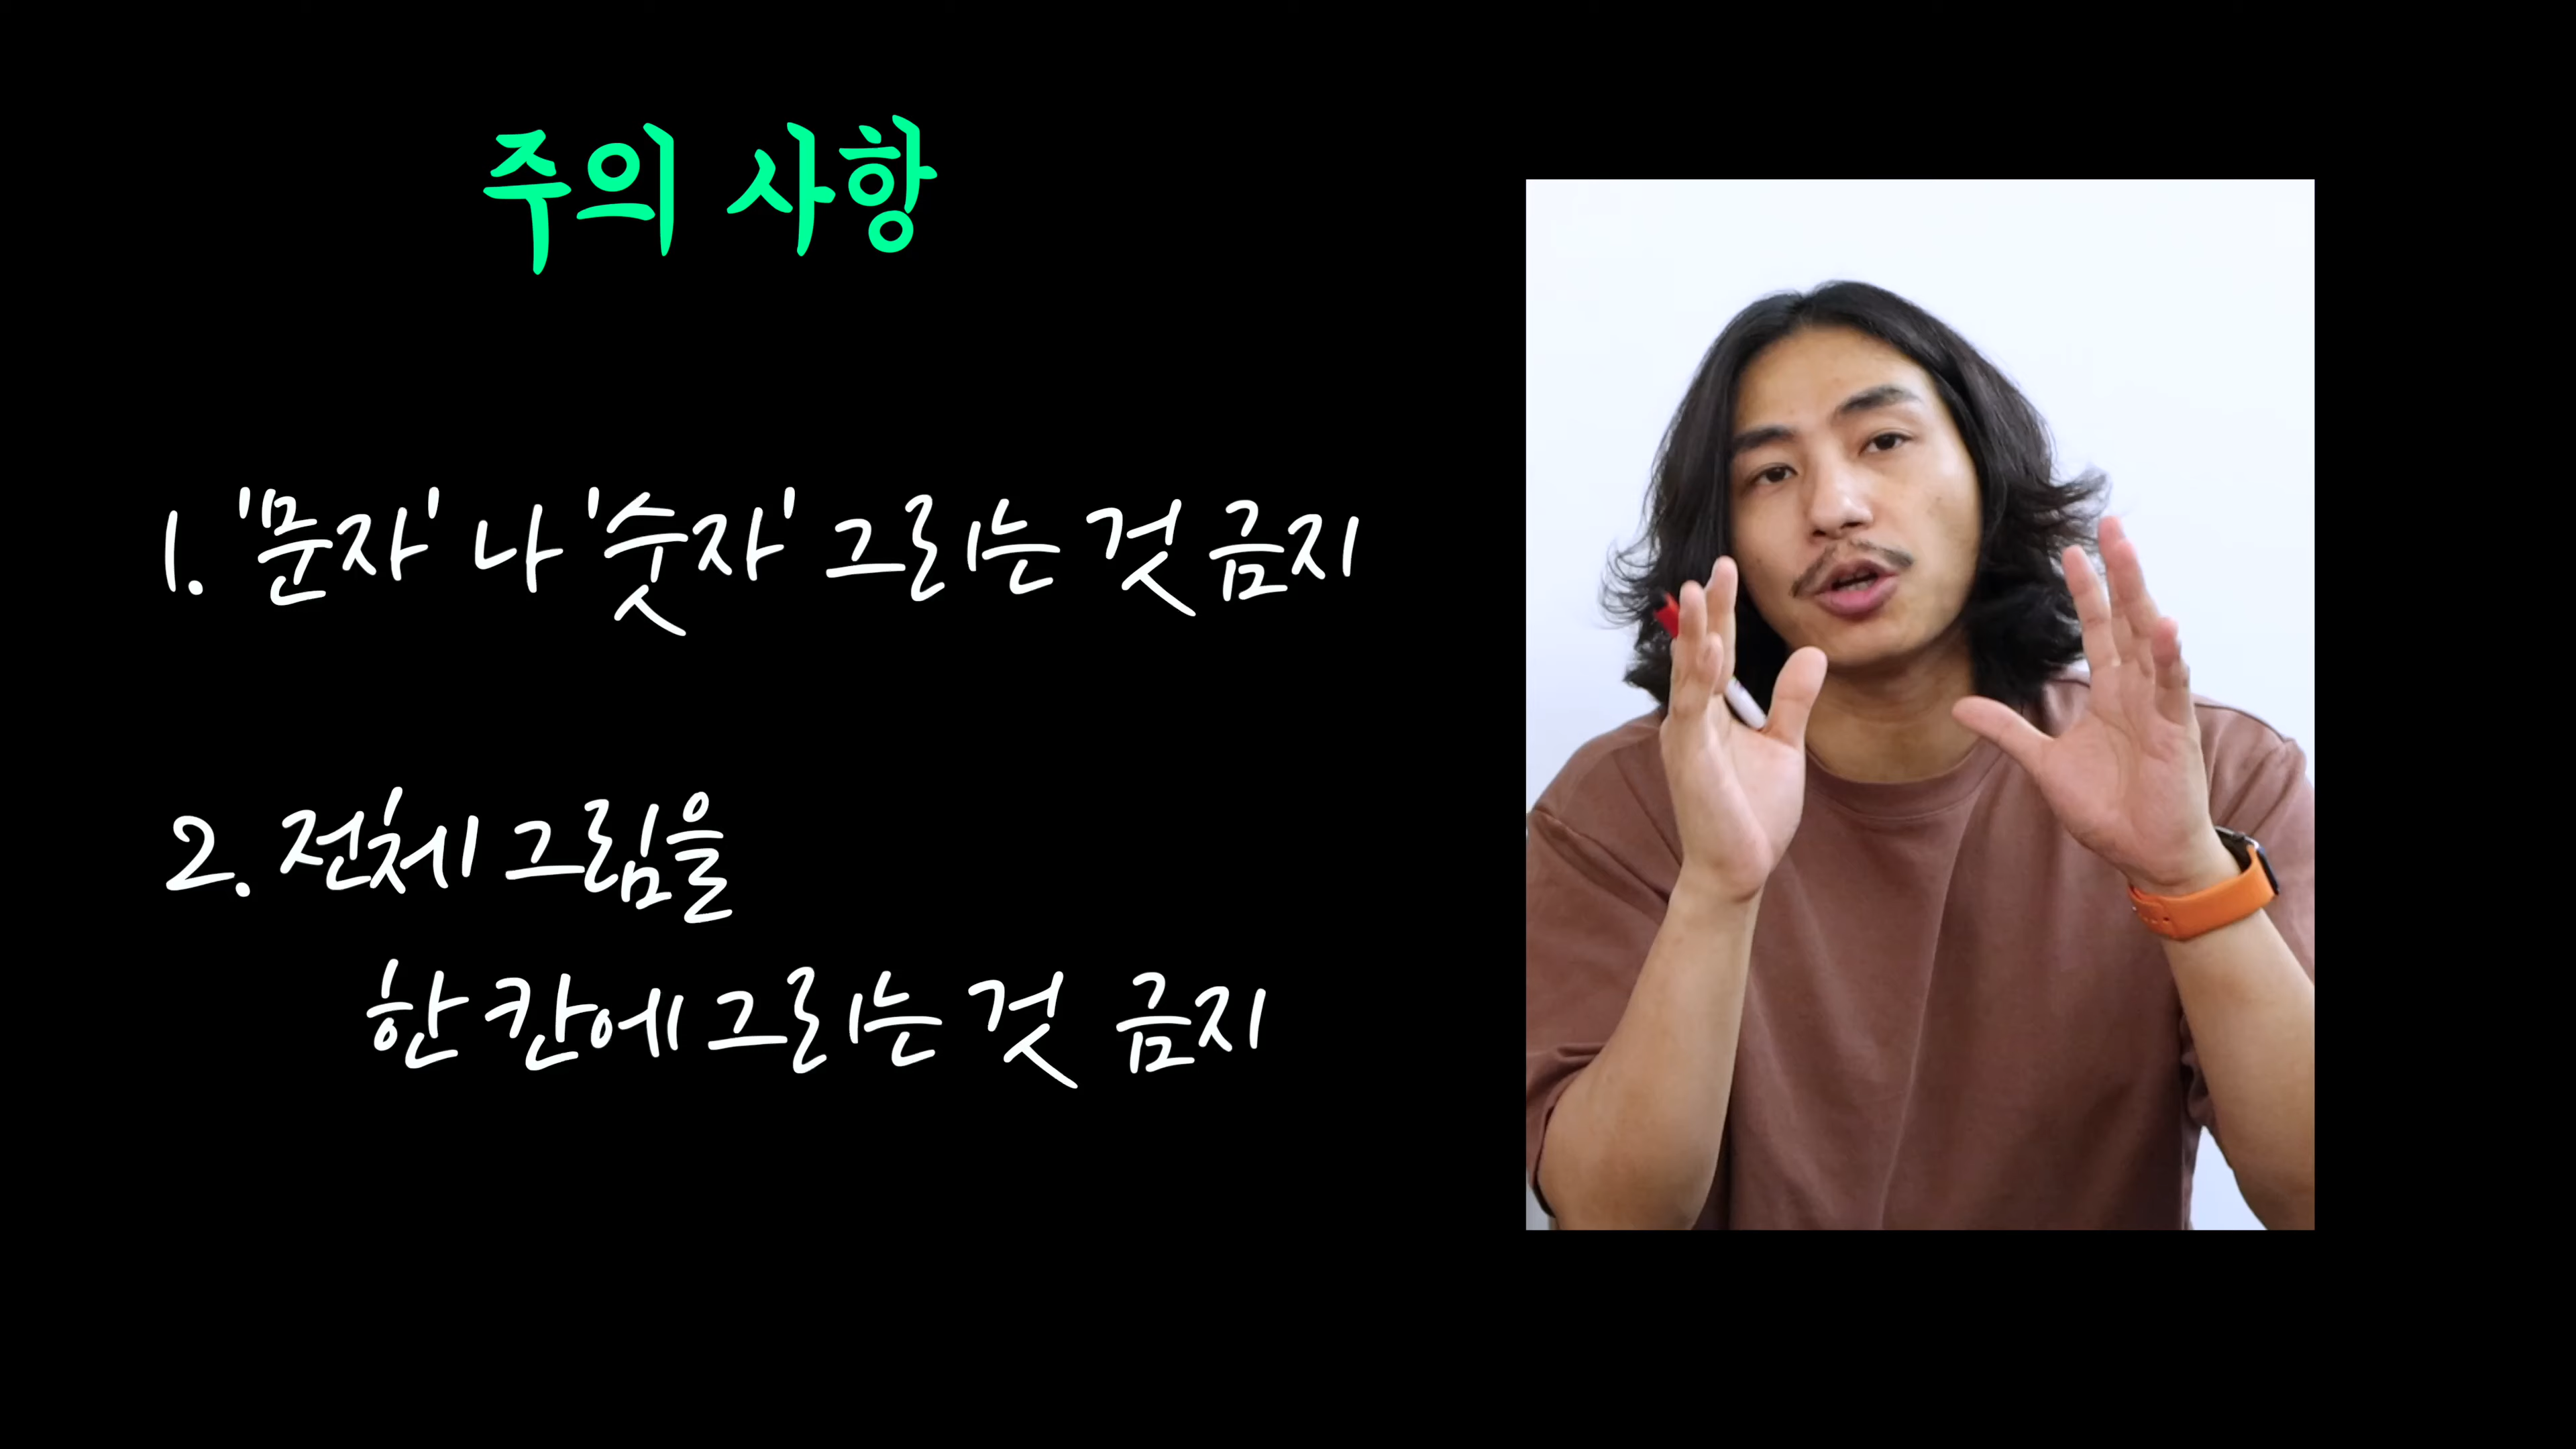 주의 사항
1. '문자' 나 '숫자' 그리는 것 금지
2. 전체 그림을
한 칸에 그리는 것 금지